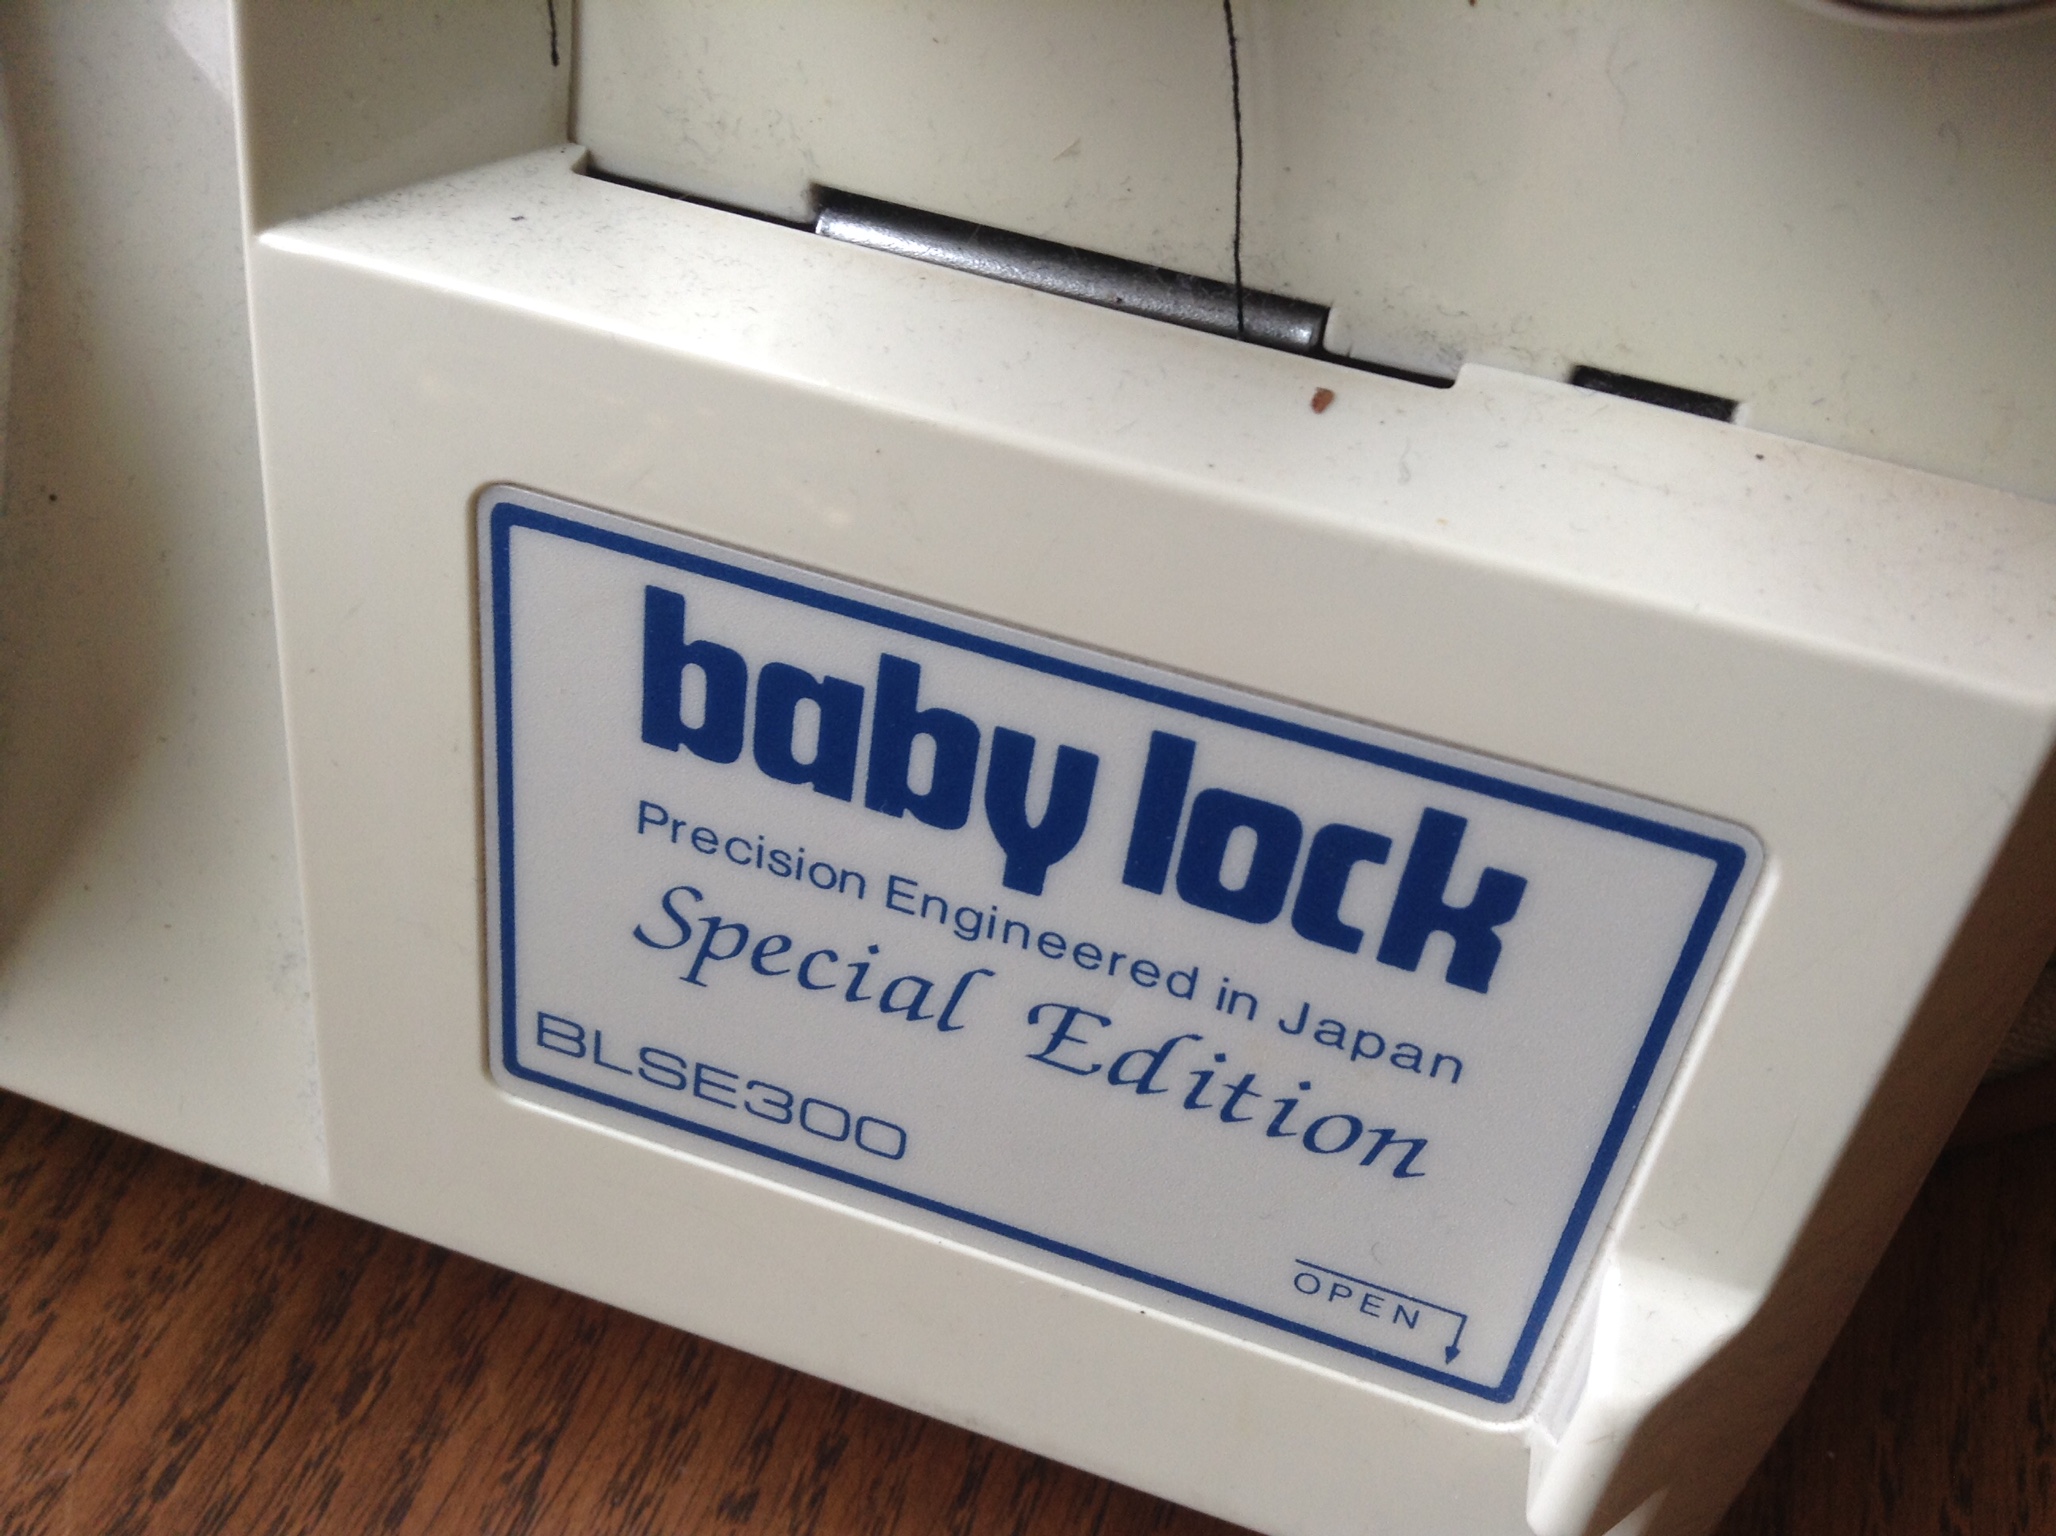 baby lock
Precision Engineered in Japan
Special Edition
BLSE300
OPEN